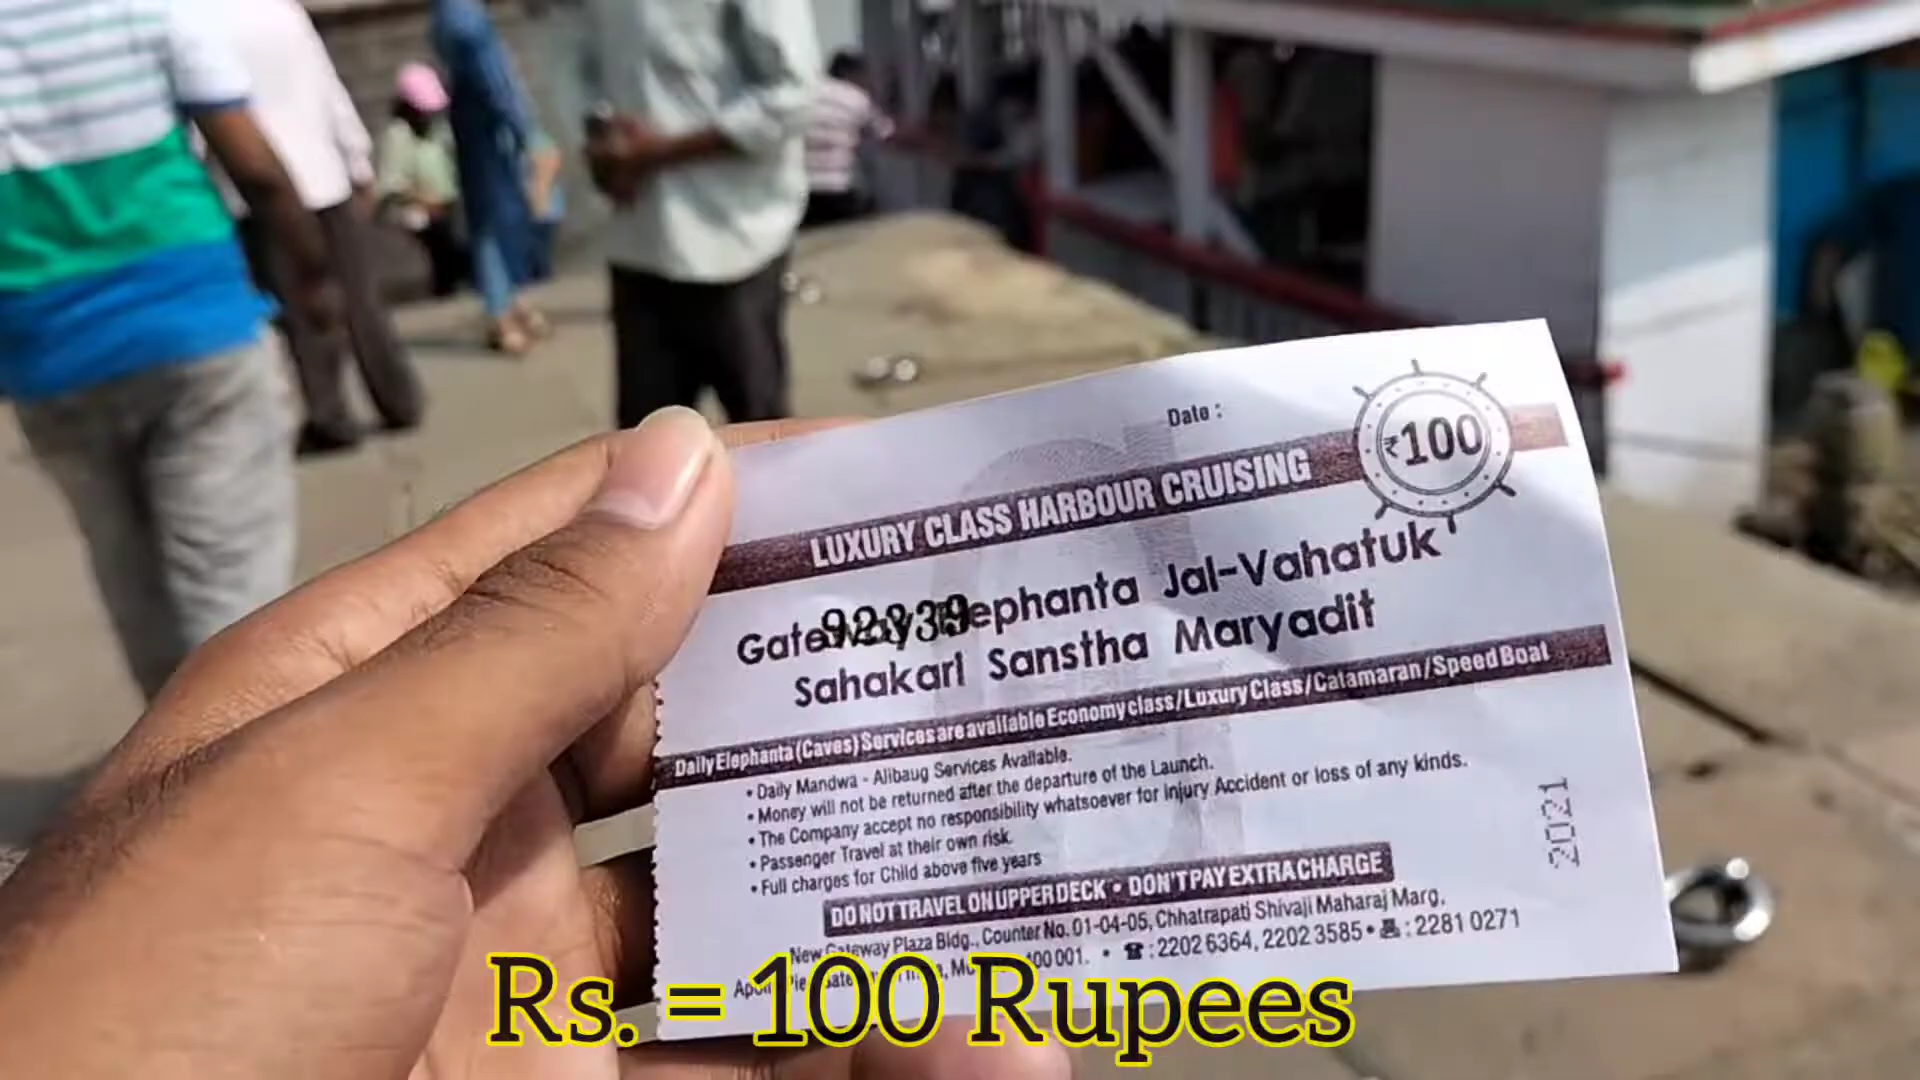 Date :
₹100
LUXURY CLASS HARBOUR CRUISING
92839
Gateway Elephanta Jal-Vahatuk
Sahakari Sanstha Maryadit
Daily Elephanta (Caves) Services are available Economy class / Luxury Class / Catamaran / Speed Boat
• Daily Mandwa - Alibaug Services Available.
• Money will not be returned after the departure of the Launch.
• The Company accept no responsibility whatsoever for Injury Accident or loss of any kinds.
• Passenger Travel at their own risk.
• Full charges for Child above five years
2021
DO NOT TRAVEL ON UPPER DECK • DON'T PAY EXTRA CHARGE
New Gateway Plaza Bldg., Counter No. 01-04-05, Chhatrapati Shivaji Maharaj Marg,
400 001. • ☎ : 2202 6364, 2202 3585 • : 2281 0271
Rs. = 100 Rupees